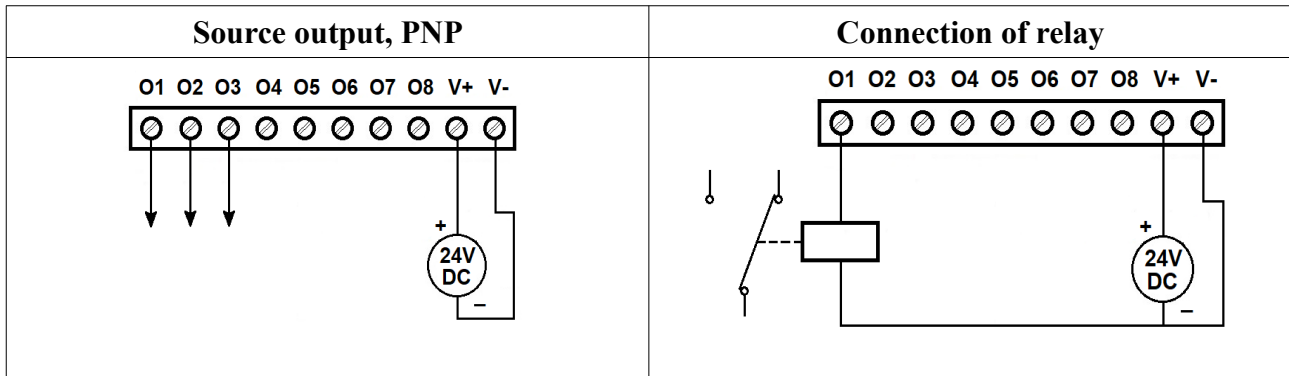 Source output, PNP
Connection of relay
O1 O2 O3 O4 O5 O6 O7 O8 V+ V-
+
24V
DC
–
O1 O2 O3 O4 O5 O6 O7 O8 V+ V-
+
24V
DC
–